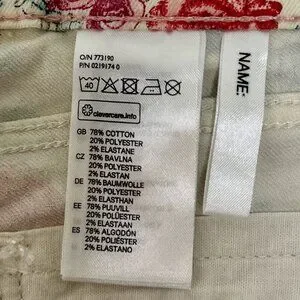 O/N 773190
P/N 0219174 0
40
clevercare.info
GB 78% COTTON
20% POLYESTER
2% ELASTANE
CZ 78% BAVLNA
20% POLYESTER
2% ELASTAN
DE 78% BAUMWOLLE
20% POLYESTER
2% ELASTHAN
EE 78% PUUVILL
20% POLÜESTER
2% ELASTAAN
ES 78% ALGODÓN
20% POLIÉSTER
2% ELASTANO
NAME: